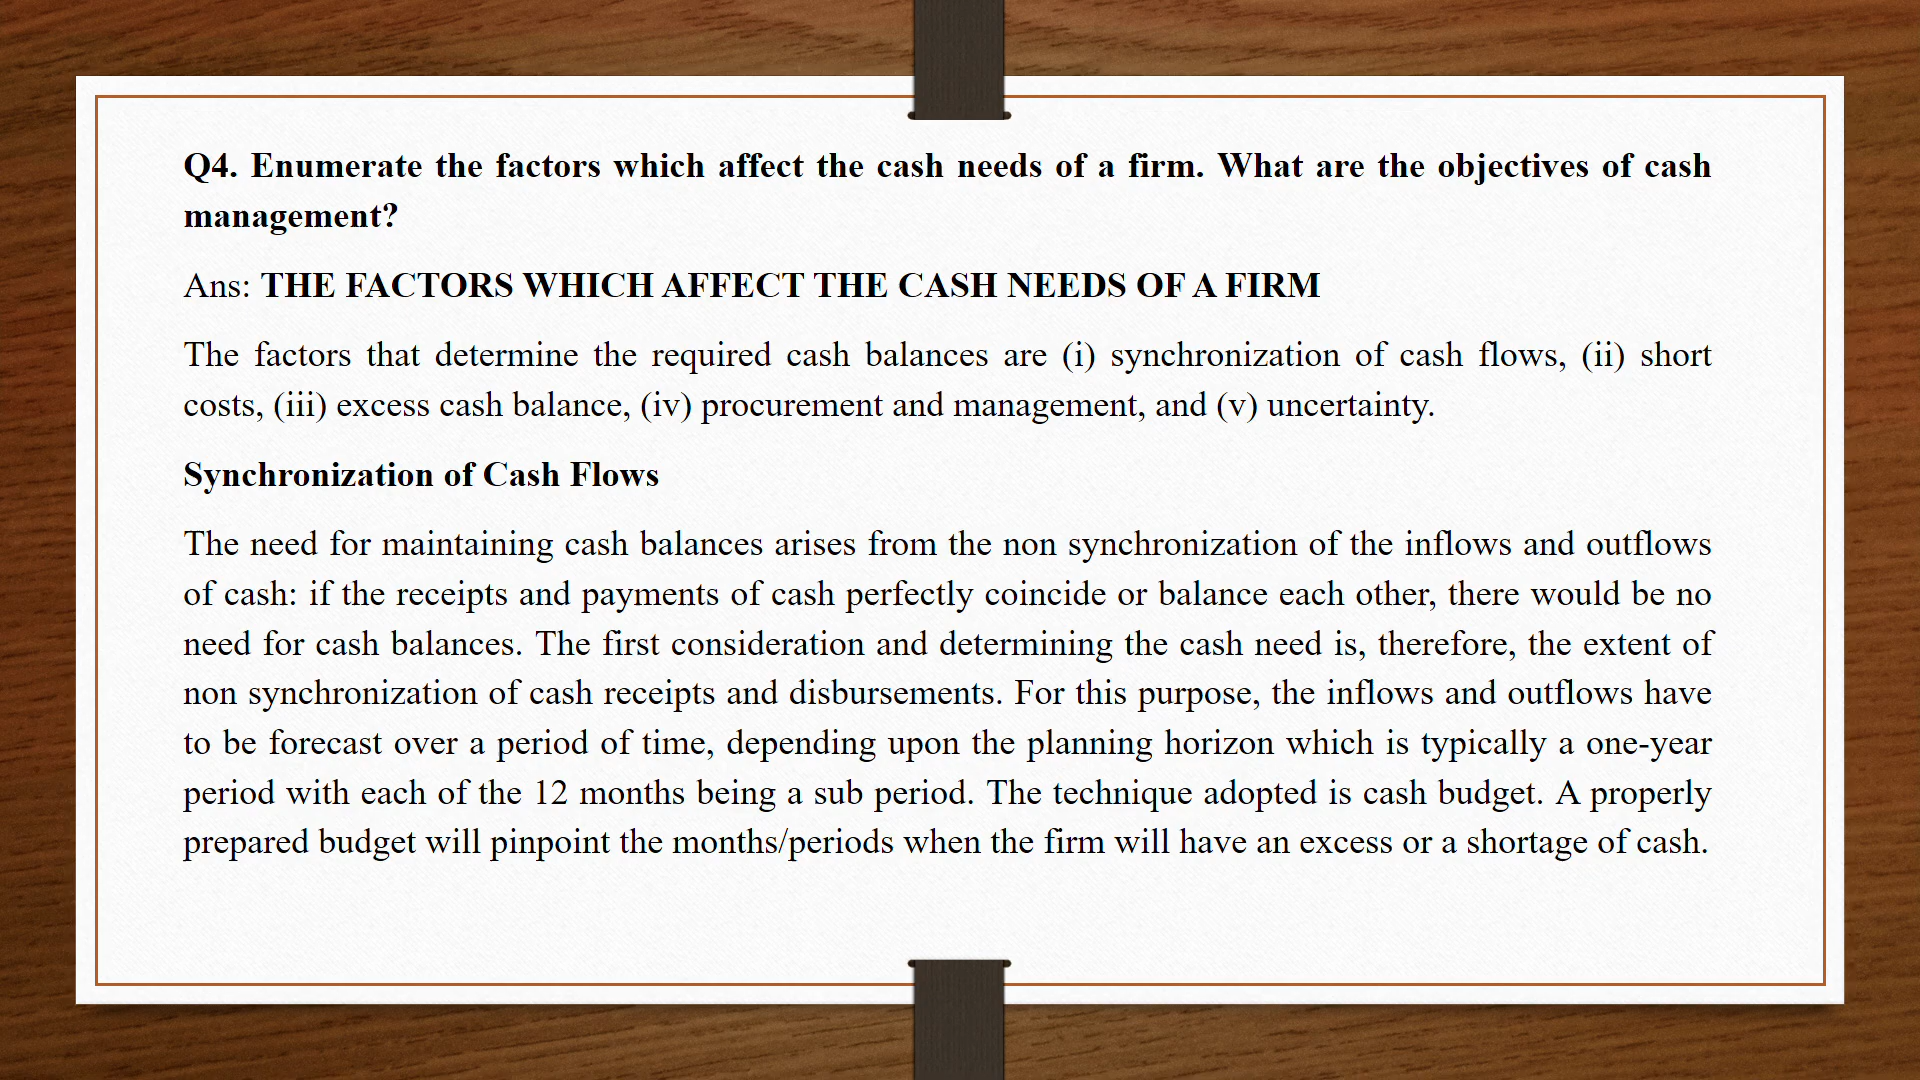 Q4. Enumerate the factors which affect the cash needs of a firm. What are the objectives of cash
management?
Ans: THE FACTORS WHICH AFFECT THE CASH NEEDS OF A FIRM
The factors that determine the required cash balances are (i) synchronization of cash flows, (ii) short
costs, (iii) excess cash balance, (iv) procurement and management, and (v) uncertainty.
Synchronization of Cash Flows
The need for maintaining cash balances arises from the non synchronization of the inflows and outflows
of cash: if the receipts and payments of cash perfectly coincide or balance each other, there would be no
need for cash balances. The first consideration and determining the cash need is, therefore, the extent of
non synchronization of cash receipts and disbursements. For this purpose, the inflows and outflows have
to be forecast over a period of time, depending upon the planning horizon which is typically a one-year
period with each of the 12 months being a sub period. The technique adopted is cash budget. A properly
prepared budget will pinpoint the months/periods when the firm will have an excess or a shortage of cash.